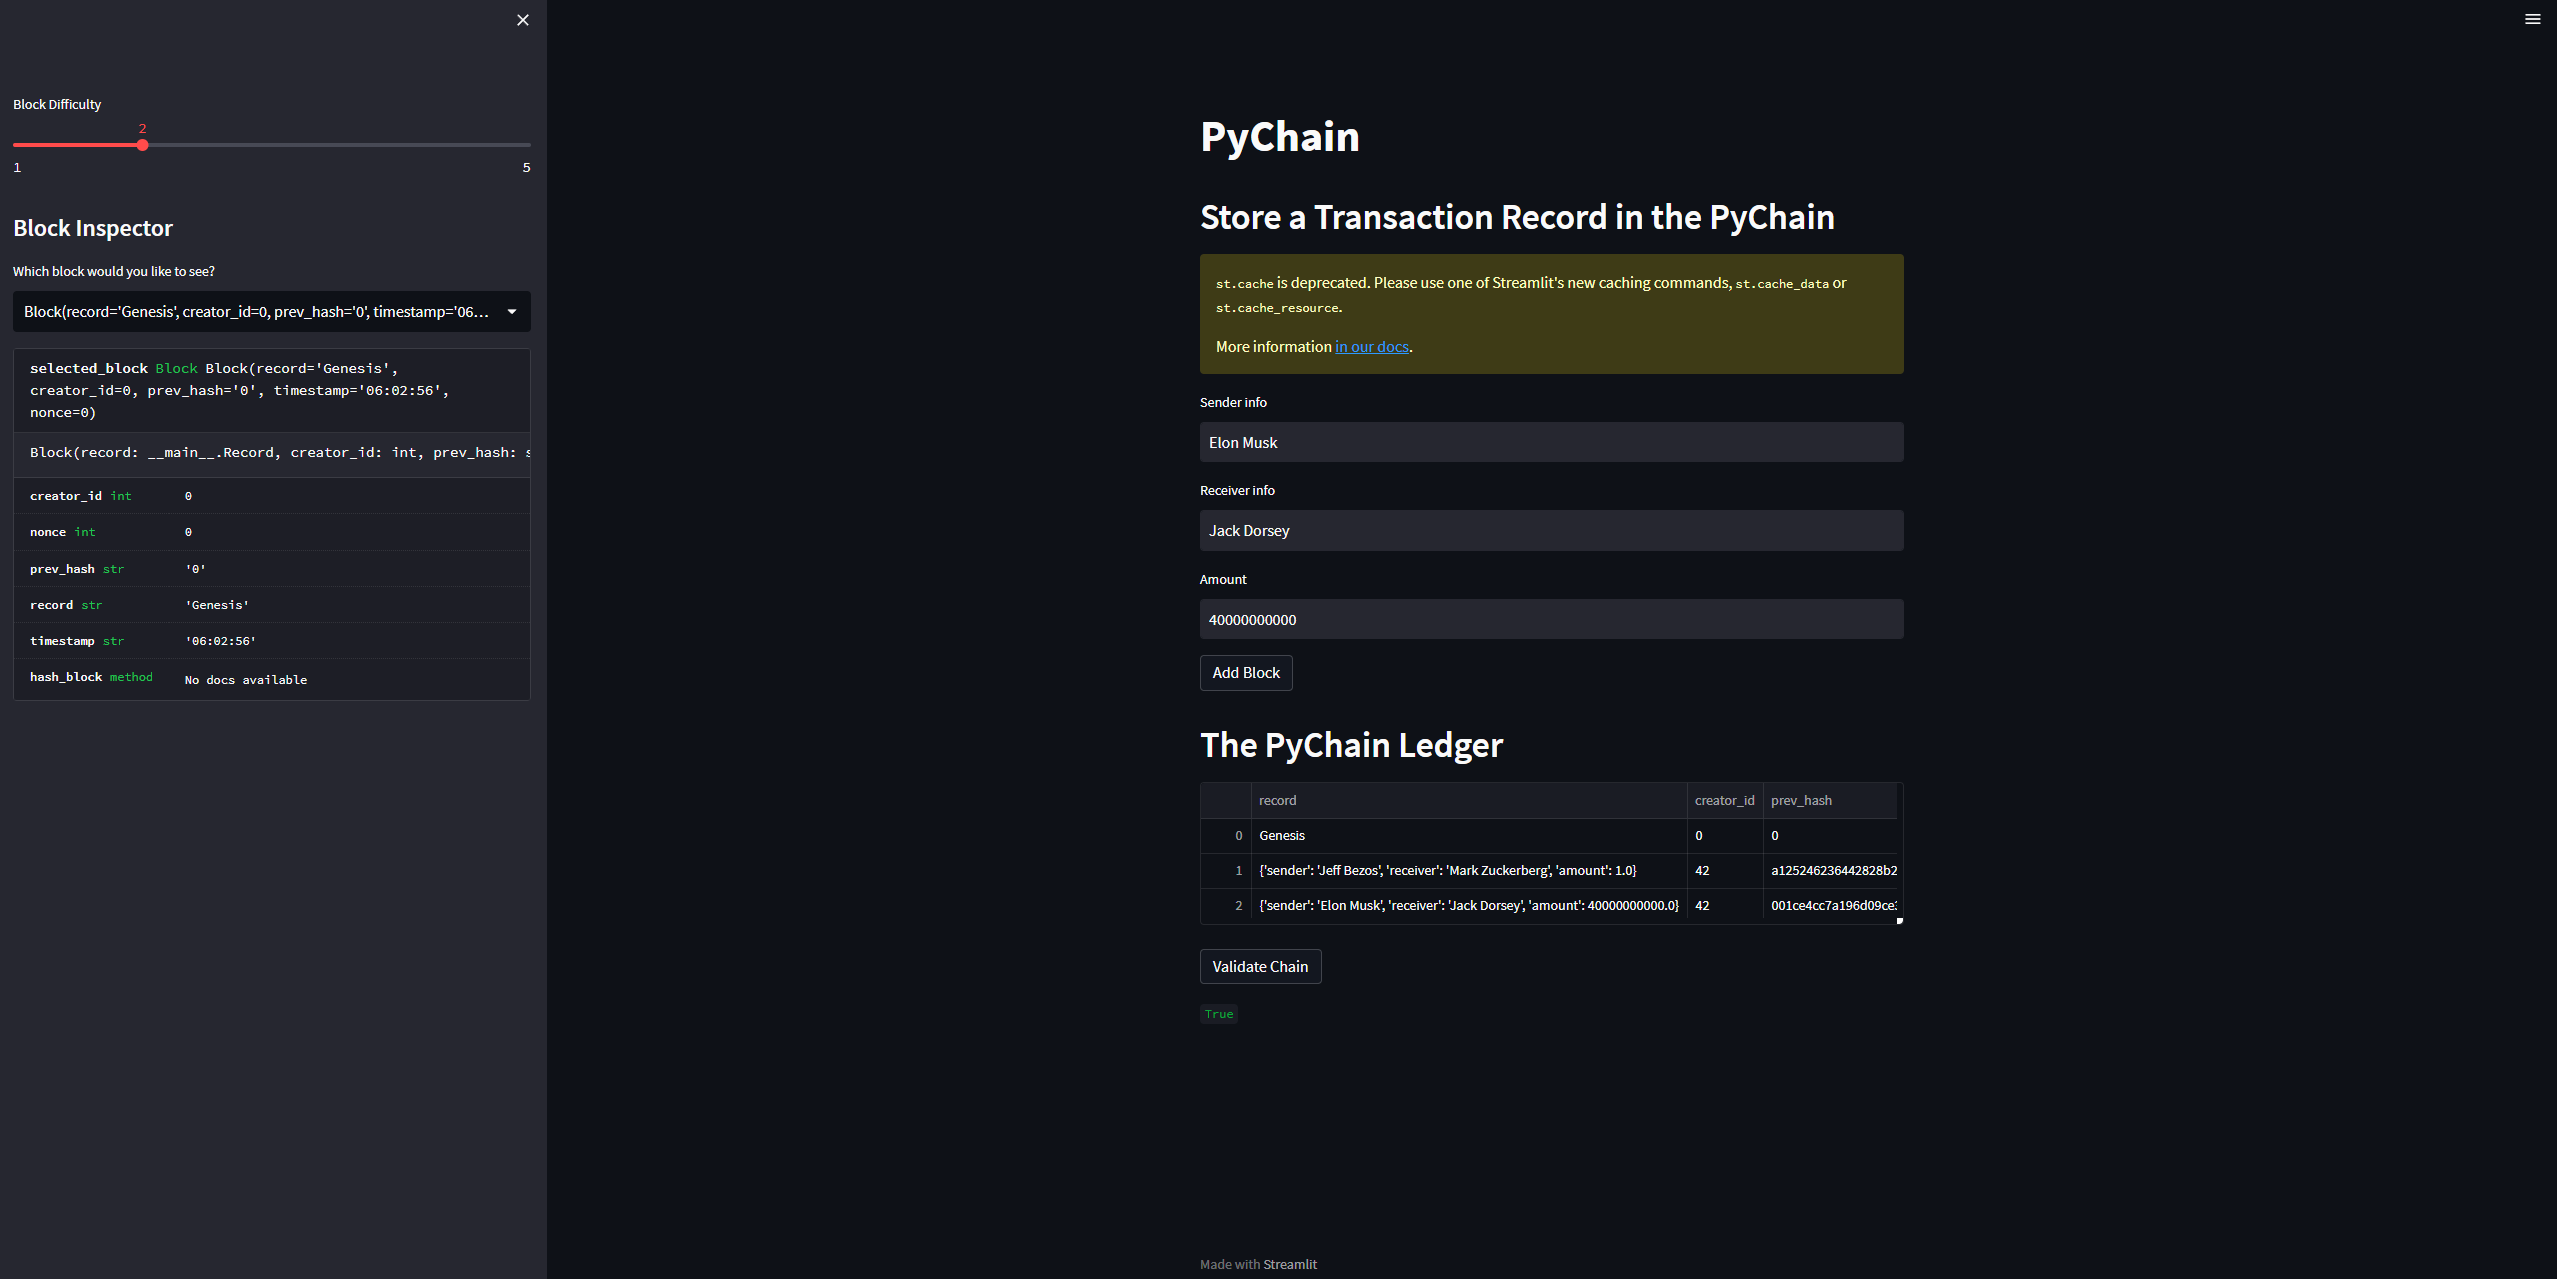 Block Difficulty
2
1 5
Block Inspector
Which block would you like to see?
Block(record='Genesis', creator_id=0, prev_hash='0', timestamp='06...
selected_block Block Block(record='Genesis',
creator_id=0, prev_hash='0', timestamp='06:02:56',
nonce=0)
Block(record: __main__.Record, creator_id: int, prev_hash: s
creator_id int 0
nonce int 0
prev_hash str '0'
record str 'Genesis'
timestamp str '06:02:56'
hash_block method No docs available
PyChain
Store a Transaction Record in the PyChain
st.cache is deprecated. Please use one of Streamlit's new caching commands, st.cache_data or
st.cache_resource.
More information in our docs.
Sender info
Elon Musk
Receiver info
Jack Dorsey
Amount
40000000000
Add Block
The PyChain Ledger
record creator_id prev_hash
0 Genesis 0 0
1 {'sender': 'Jeff Bezos', 'receiver': 'Mark Zuckerberg', 'amount': 1.0} 42 a125246236442828b2
2 {'sender': 'Elon Musk', 'receiver': 'Jack Dorsey', 'amount': 40000000000.0} 42 001ce4cc7a196d09ce3
Validate Chain
True
Made with Streamlit